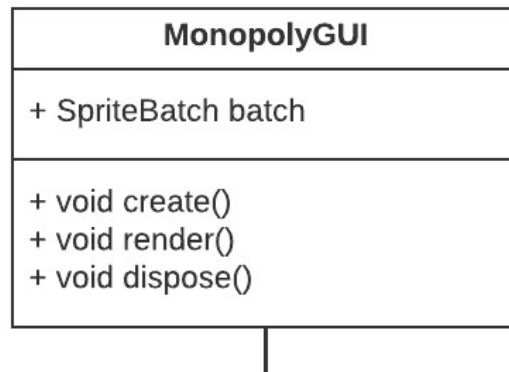 MonopolyGUI
+ SpriteBatch batch
+ void create()
+ void render()
+ void dispose()